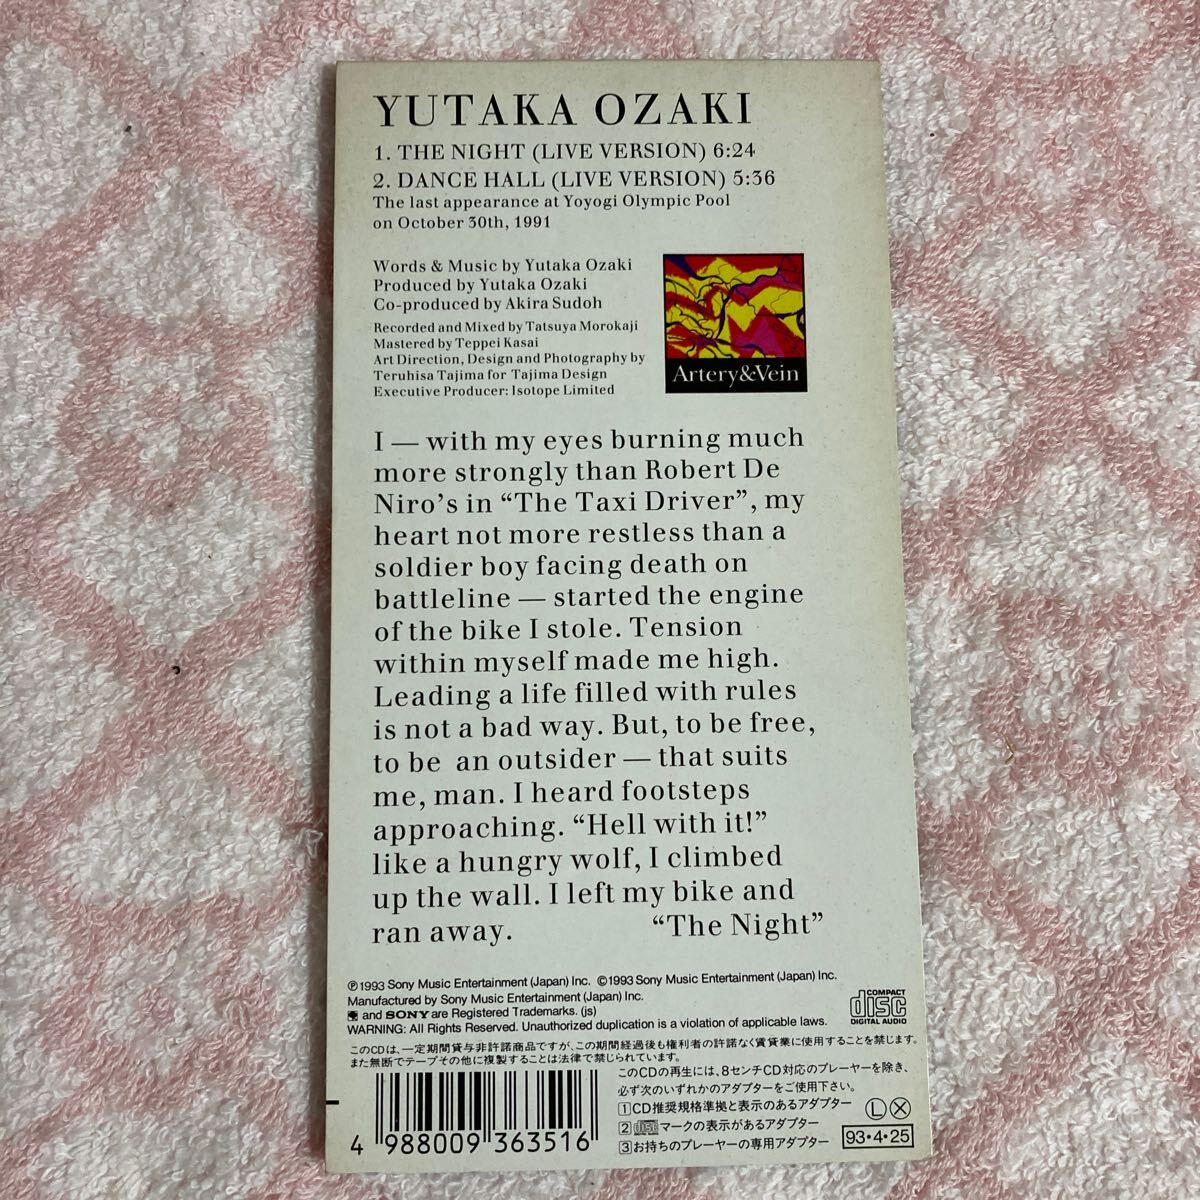 YUTAKA OZAKI
1. THE NIGHT (LIVE VERSION) 6:24
2. DANCE HALL (LIVE VERSION) 5:36
The last appearance at Yoyogi Olympic Pool
on October 30th, 1991
Words & Music by Yutaka Ozaki
Produced by Yutaka Ozaki
Co-produced by Akira Sudoh
Recorded and Mixed by Tatsuya Morokaji
Mastered by Teppei Kasai
Art Direction, Design and Photography by
Teruhisa Tajima for Tajima Design
Executive Producer: Isotope Limited
Artery&Vein
I — with my eyes burning much
more strongly than Robert De
Niro's in “The Taxi Driver”, my
heart not more restless than a
soldier boy facing death on
battleline — started the engine
of the bike I stole. Tension
within myself made me high.
Leading a life filled with rules
is not a bad way. But, to be free,
to be an outsider — that suits
me, man. I heard footsteps
approaching. “Hell with it!”
like a hungry wolf, I climbed
up the wall. I left my bike and
ran away. “The Night”
℗1993 Sony Music Entertainment (Japan) Inc. ©1993 Sony Music Entertainment (Japan) Inc.
Manufactured by Sony Music Entertainment (Japan) Inc.
and SONY are Registered Trademarks. (js)
WARNING: All Rights Reserved. Unauthorized duplication is a violation of applicable laws.
COMPACT
disc
DIGITAL AUDIO
このCDは、一定期間貸与非許諾商品ですが、この期間経過後も権利者の許諾なく賃貸業に使用することを禁じます。
また無断でテープその他に複製することは法律で禁じられています。
このCDの再生には、8センチCD対応のプレーヤーを除き、
必ず次のいずれかのアダプターをご使用下さい。
1 CD推奨規格準拠と表示のあるアダプター
2 disc マークの表示があるアダプター
3 お持ちのプレーヤーの専用アダプター
Ⓛ Ⓧ
93・4・25
4 988009 363516